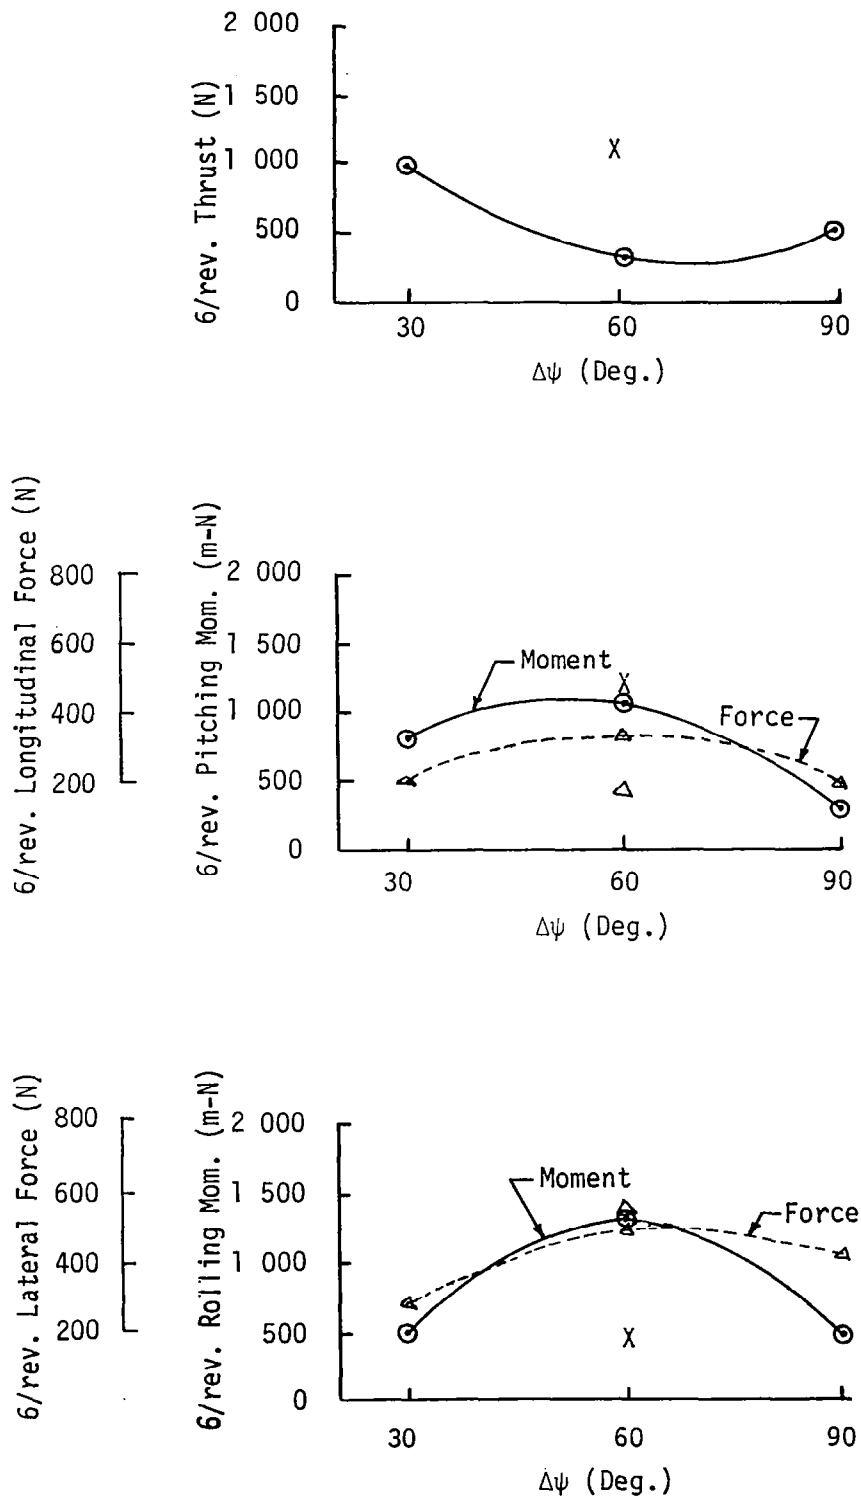 6/rev. Thrust (N)
2 000
1 500
1 000
500
0
X
30
60
90
Δψ (Deg.)
6/rev. Longitudinal Force (N)
800
600
400
200
6/rev. Pitching Mom. (m-N)
2 000
1 500
1 000
500
0
Moment
X
Force
30
60
90
Δψ (Deg.)
6/rev. Lateral Force (N)
800
600
400
200
6/rev. Rolling Mom. (m-N)
2 000
1 500
1 000
500
0
Moment
Force
X
30
60
90
Δψ (Deg.)